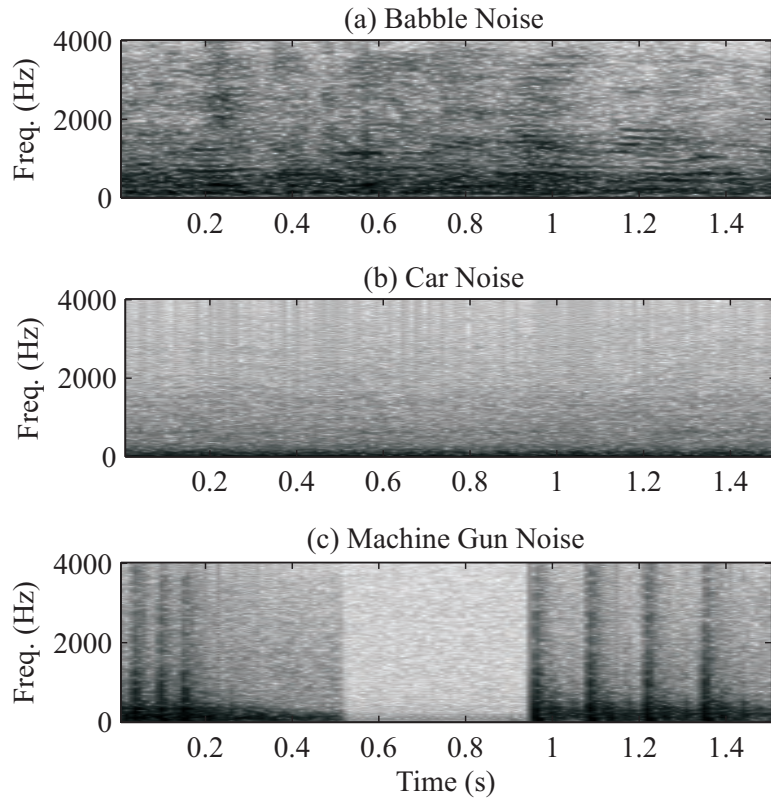 (a) Babble Noise
4000
2000
0
Freq. (Hz)
0.2 0.4 0.6 0.8 1 1.2 1.4
(b) Car Noise
4000
2000
0
Freq. (Hz)
0.2 0.4 0.6 0.8 1 1.2 1.4
(c) Machine Gun Noise
4000
2000
0
Freq. (Hz)
0.2 0.4 0.6 0.8 1 1.2 1.4
Time (s)